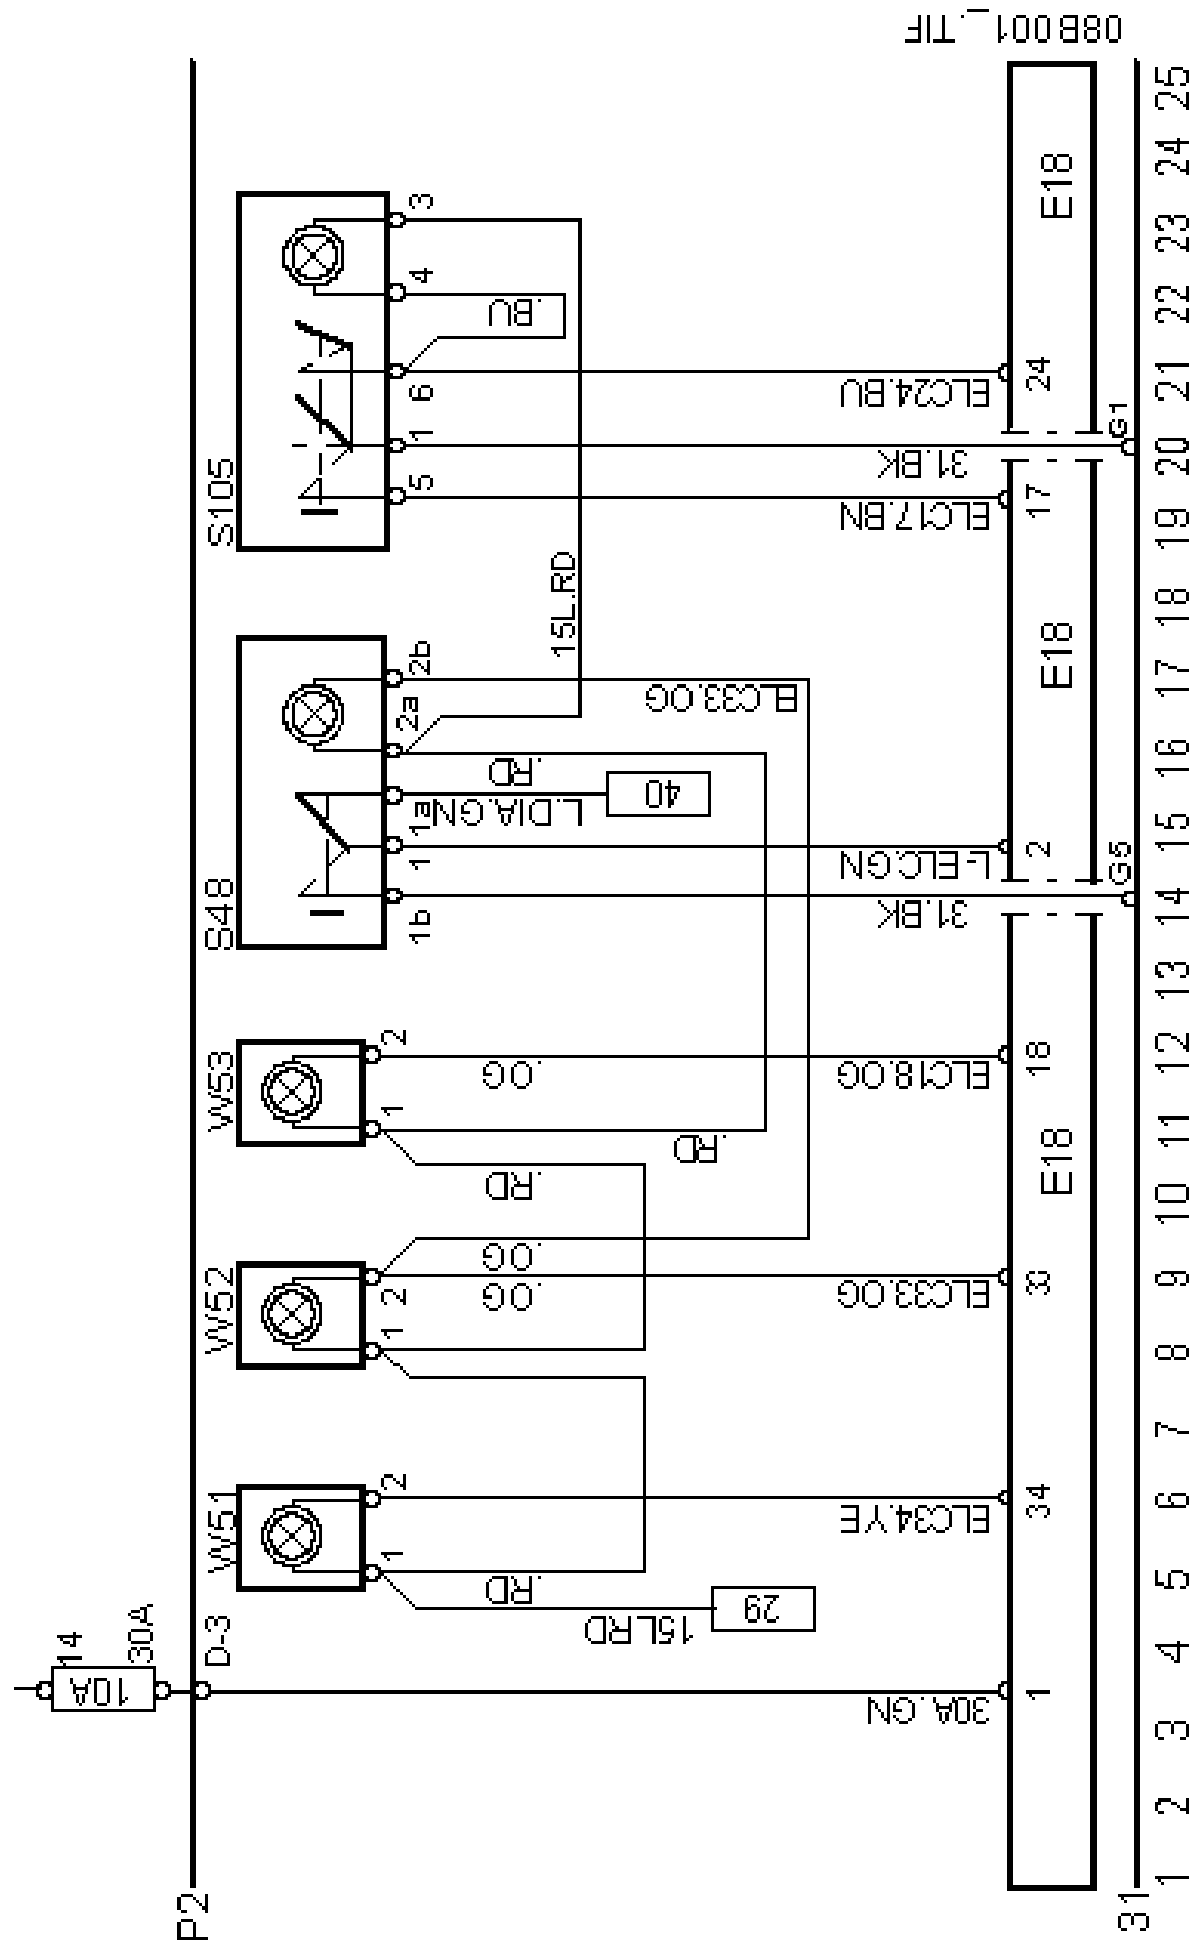 14
10A
30A
D-3
P2
W51
W52
W53
S48
S105
1
2
1
2
1
2
1b
1
1a
2a
2b
5
1
6
4
3
.RD
15LRD
29
.OG
.OG
.RD
.RD
.OG
L.DIA.GN
.RD
40
ELC33.OG
15L.RD
.BU
30A.GN
ELC34.YE
ELC33.OG
ELC18.OG
31.BK
L-ELC.GN
ELC17.BN
31.BK
ELC24.BU
1
34
33
18
2
17
24
E18
E18
E18
G5
G1
31
1 2 3 4 5 6 7 8 9 10 11 12 13 14 15 16 17 18 19 20 21 22 23 24 25
08B001_.TIF